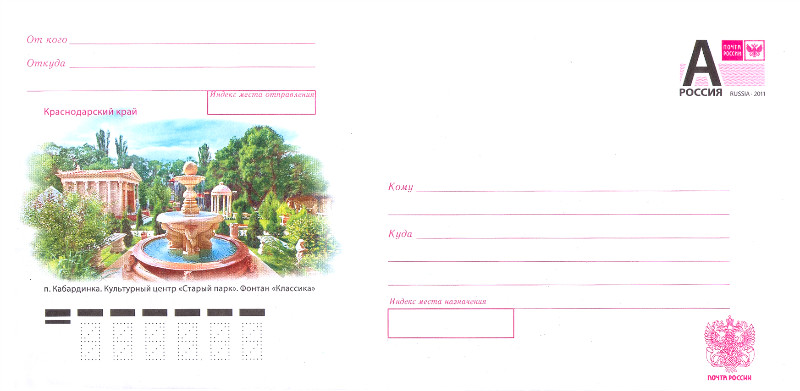 От кого
Откуда
Индекс места отправления
Краснодарский край
п. Кабардинка. Культурный центр «Старый парк». Фонтан «Классика»
ПОЧТА РОССИИ
А
РОССИЯ RUSSIA · 2011
Кому
Куда
Индекс места назначения
ПОЧТА РОССИИ